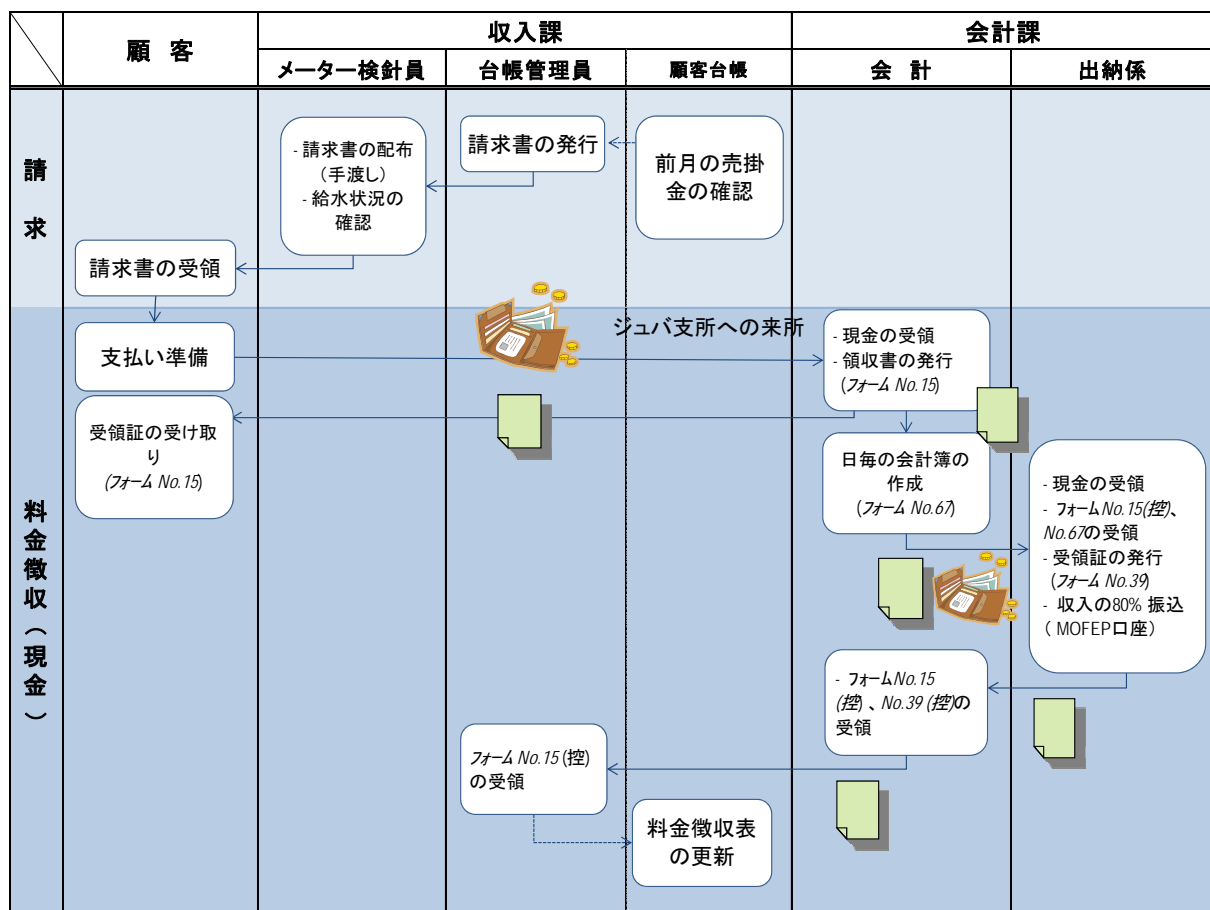 顧 客
収入課
会計課
メーター検針員
台帳管理員
顧客台帳
会 計
出納係
請
求
- 請求書の配布
（手渡し）
- 給水状況の
確認
請求書の発行
前月の売掛
金の確認
請求書の受領
料
金
徴
収
（
現
金
）
支払い準備
ジュバ支所への来所
- 現金の受領
- 領収書の発行
(フォーム No.15)
受領証の受け取
り
(フォーム No.15)
日毎の会計簿の
作成
(フォーム No.67)
- 現金の受領
- フォームNo.15(控)、
No.67の受領
- 受領証の発行
(フォーム No.39)
- 収入の80% 振込
( MOFEP口座）
- フォームNo.15
(控) 、No.39 (控)の
受領
フォーム No.15 (控)
の受領
料金徴収表
の更新